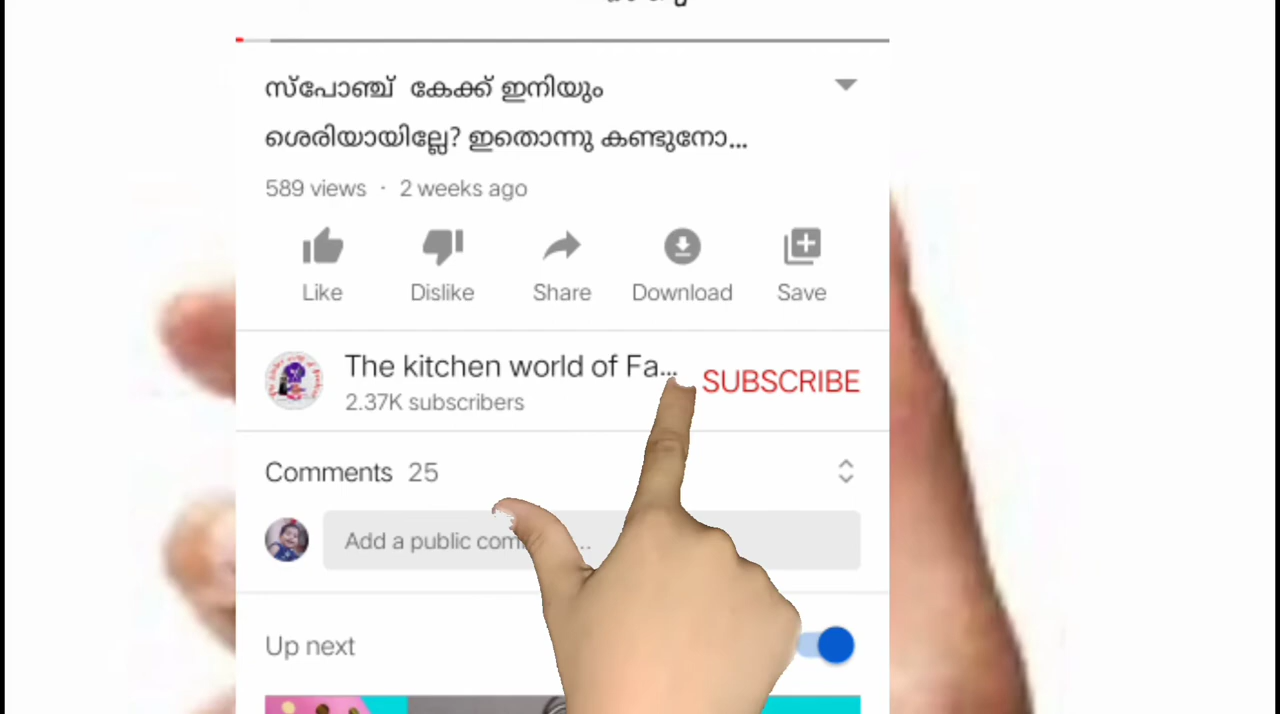 സ്പോഞ്ച് കേക്ക് ഇനിയും
ശെരിയായില്ലേ? ഇതൊന്നു കണ്ടുനോ...
589 views · 2 weeks ago
Like Dislike Share Download Save
The kitchen world of Fa...
SUBSCRIBE
2.37K subscribers
Comments 25
Add a public com
Up next